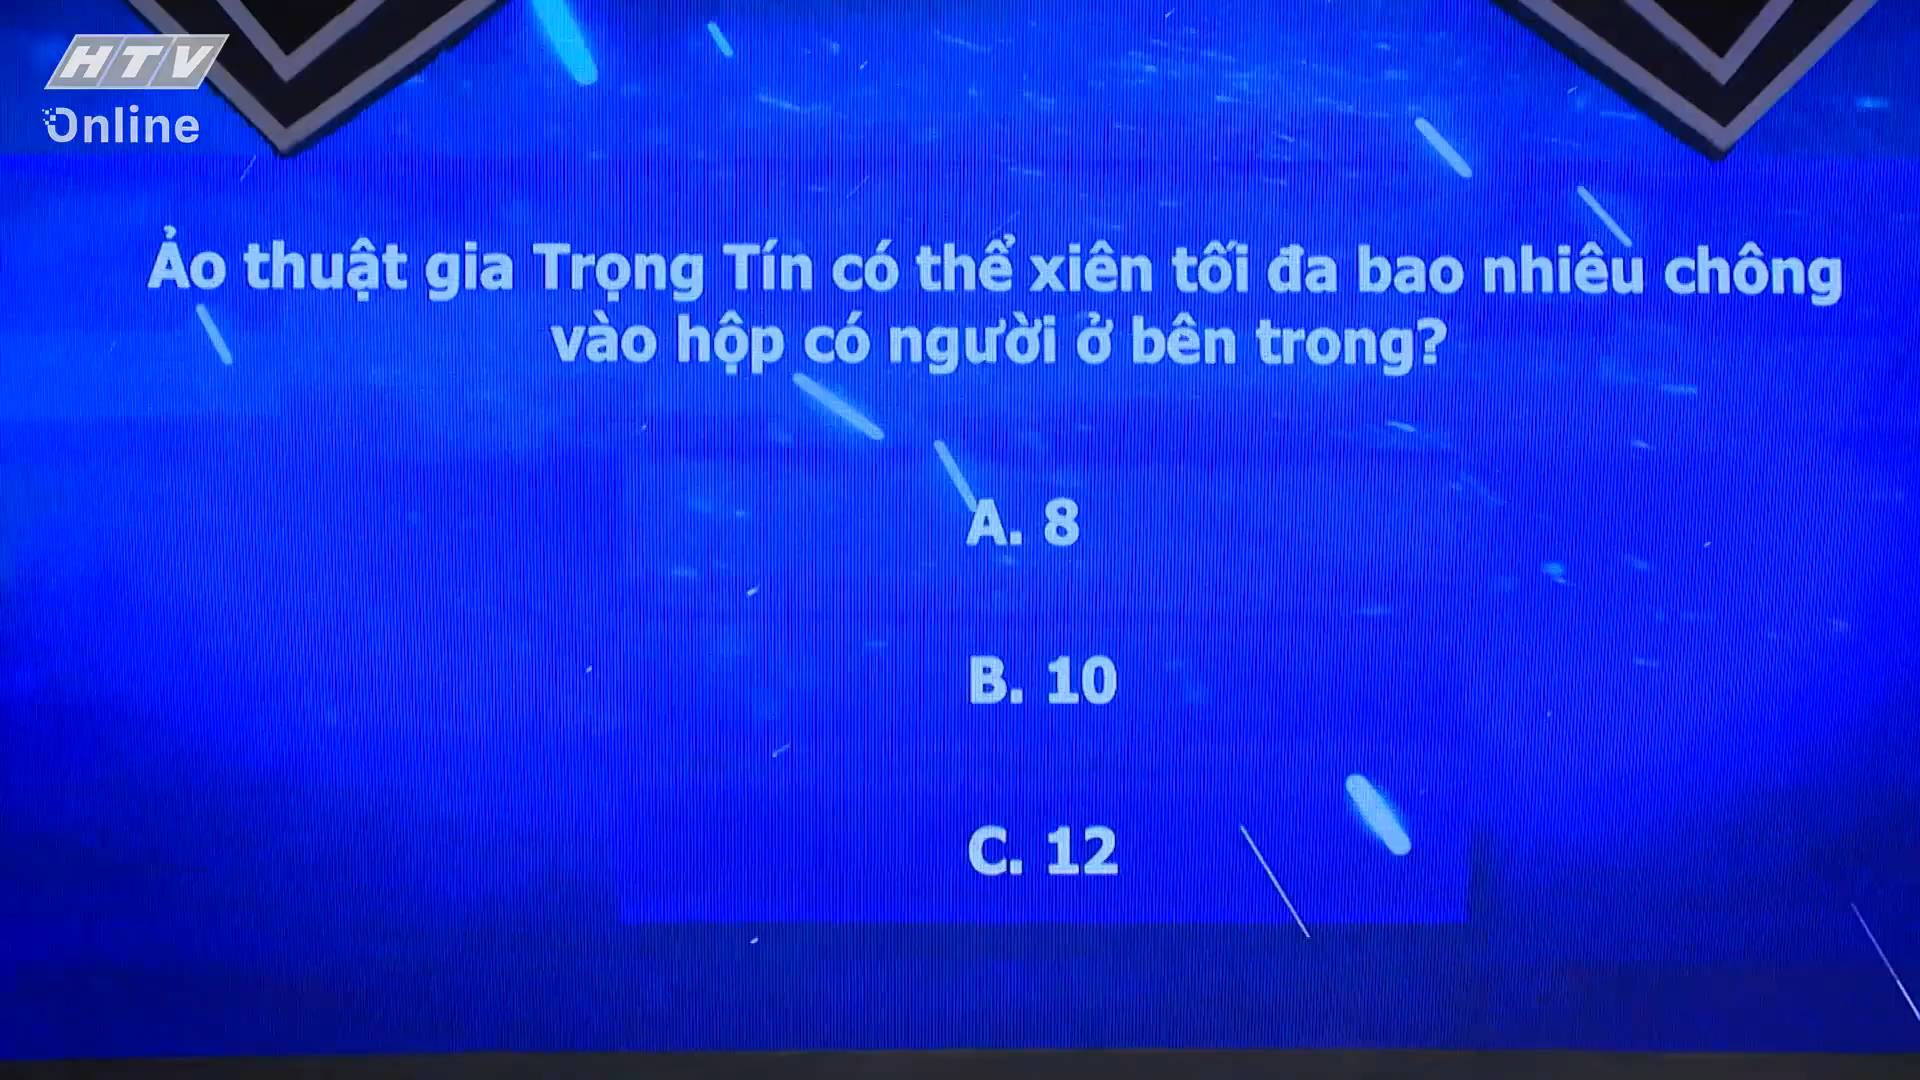 HTV
Online
Ảo thuật gia Trọng Tín có thể xiên tối đa bao nhiêu chông
vào hộp có người ở bên trong?
A. 8
B. 10
C. 12